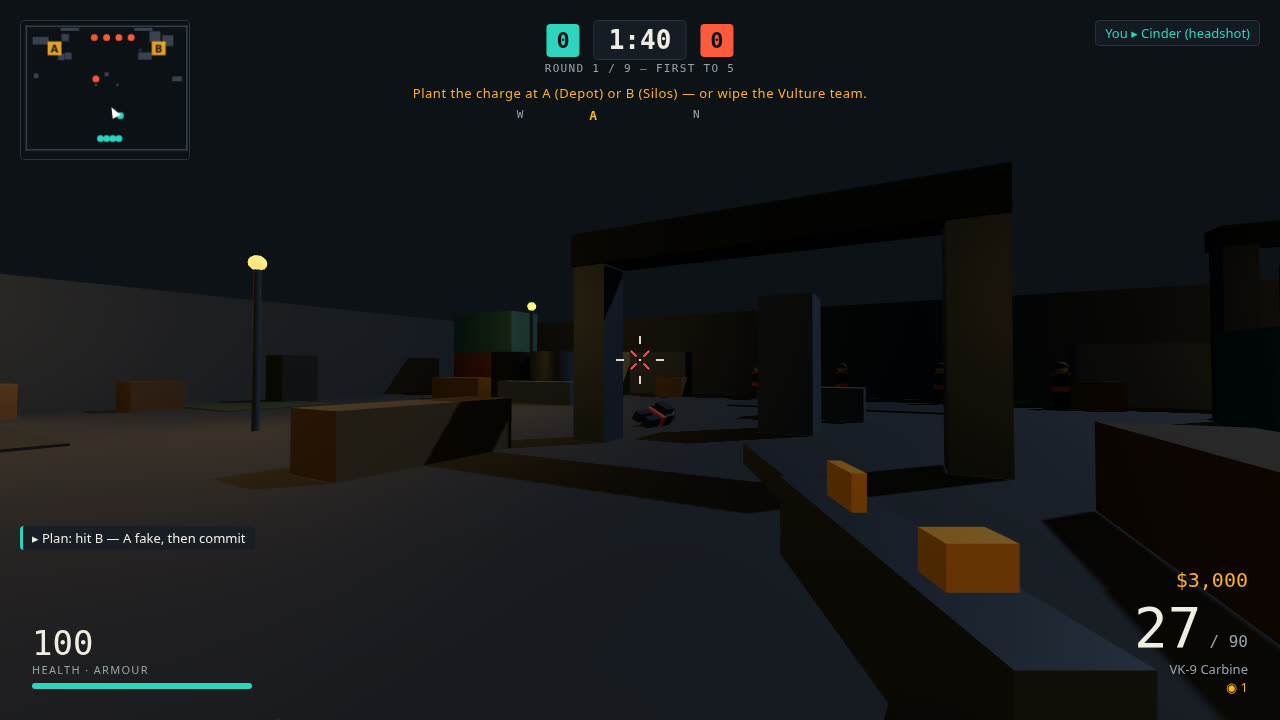 A
B
0
1:40
0
ROUND 1 / 9 — FIRST TO 5
Plant the charge at A (Depot) or B (Silos) — or wipe the Vulture team.
W
A
N
You ▸ Cinder (headshot)
▸ Plan: hit B — A fake, then commit
100
HEALTH · ARMOUR
$3,000
27 / 90
VK-9 Carbine
◉ 1